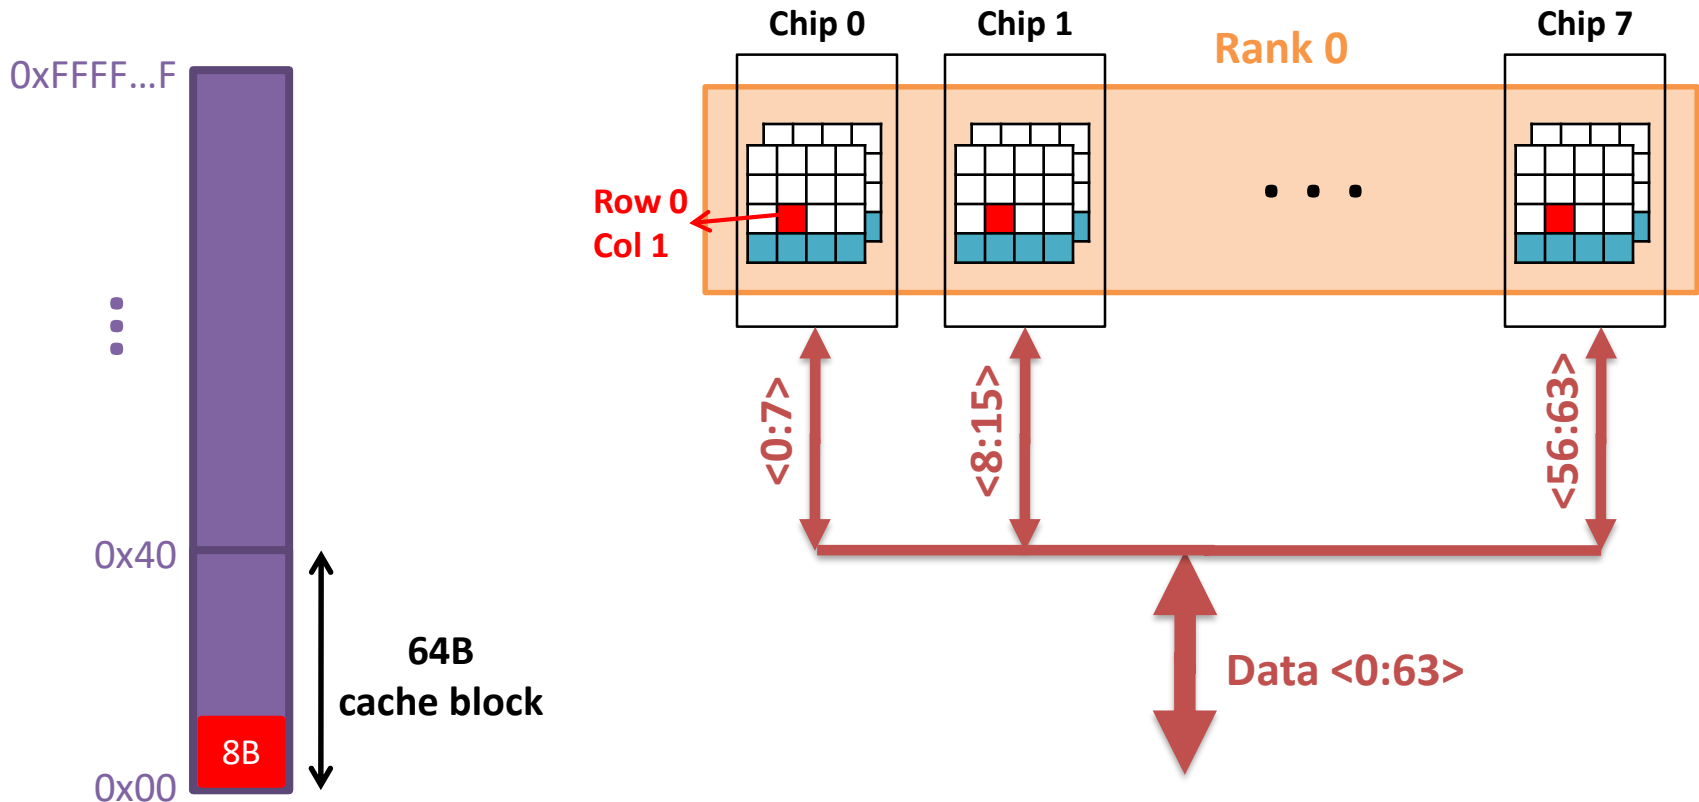 Chip 0
Chip 1
Chip 7
Rank 0
0xFFFF...F
Row 0
Col 1
. . .
<0:7>
<8:15>
<56:63>
0x40
64B
cache block
Data <0:63>
8B
0x00